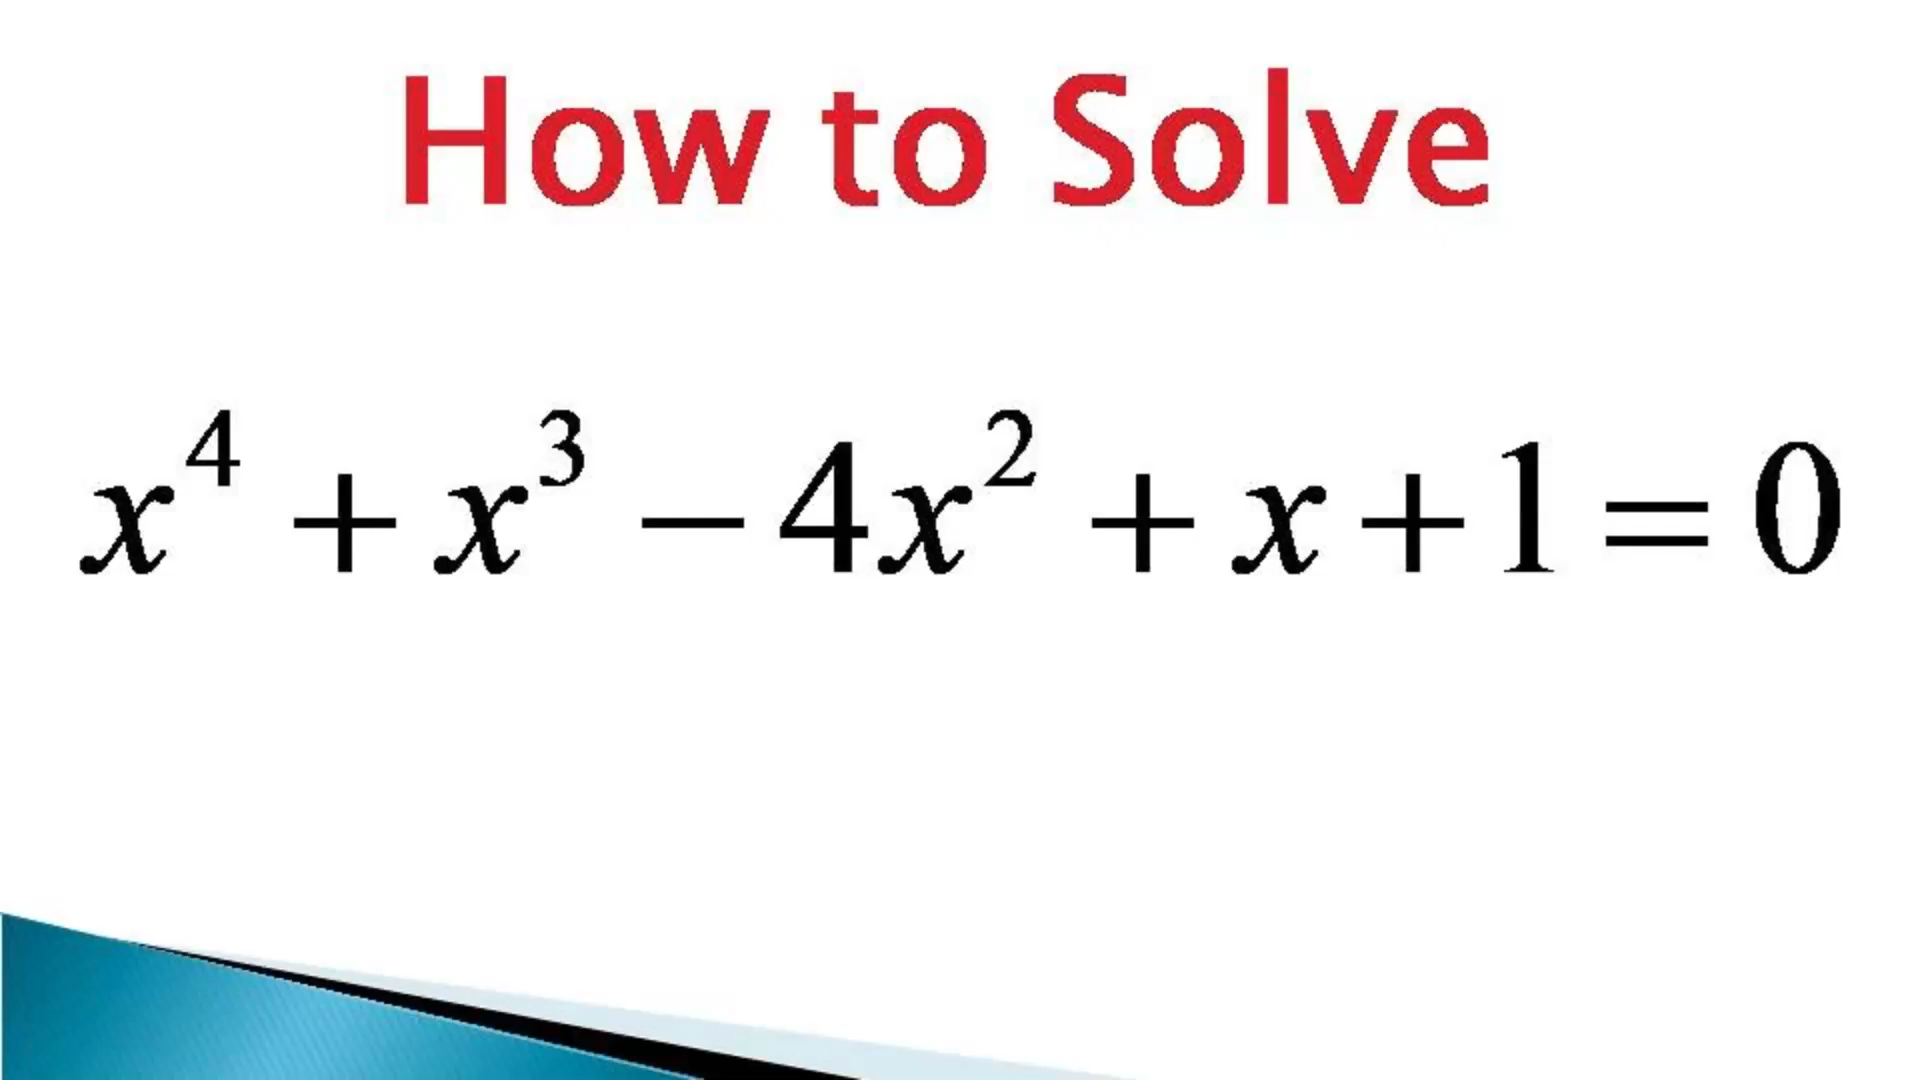 How to Solve
x⁴ + x³ − 4x² + x + 1 = 0